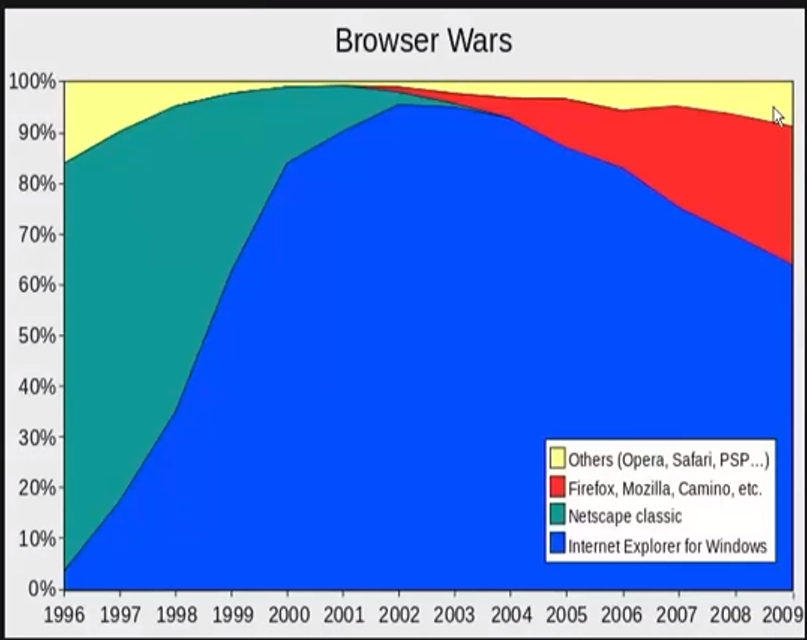 Browser Wars
100%
90%
80%
70%
60%
50%
40%
30%
20%
10%
0%
Others (Opera, Safari, PSP...)
Firefox, Mozilla, Camino, etc.
Netscape classic
Internet Explorer for Windows
1996 1997 1998 1999 2000 2001 2002 2003 2004 2005 2006 2007 2008 2009